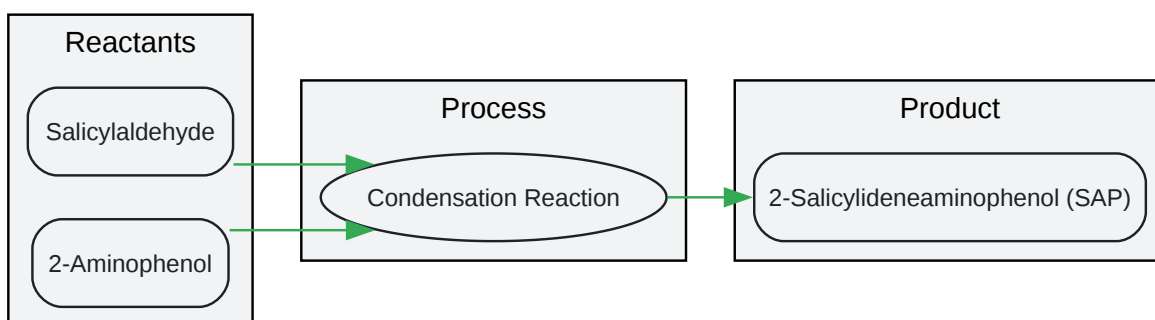 Reactants
Salicylaldehyde
2-Aminophenol
Process
Condensation Reaction
Product
2-Salicylideneaminophenol (SAP)